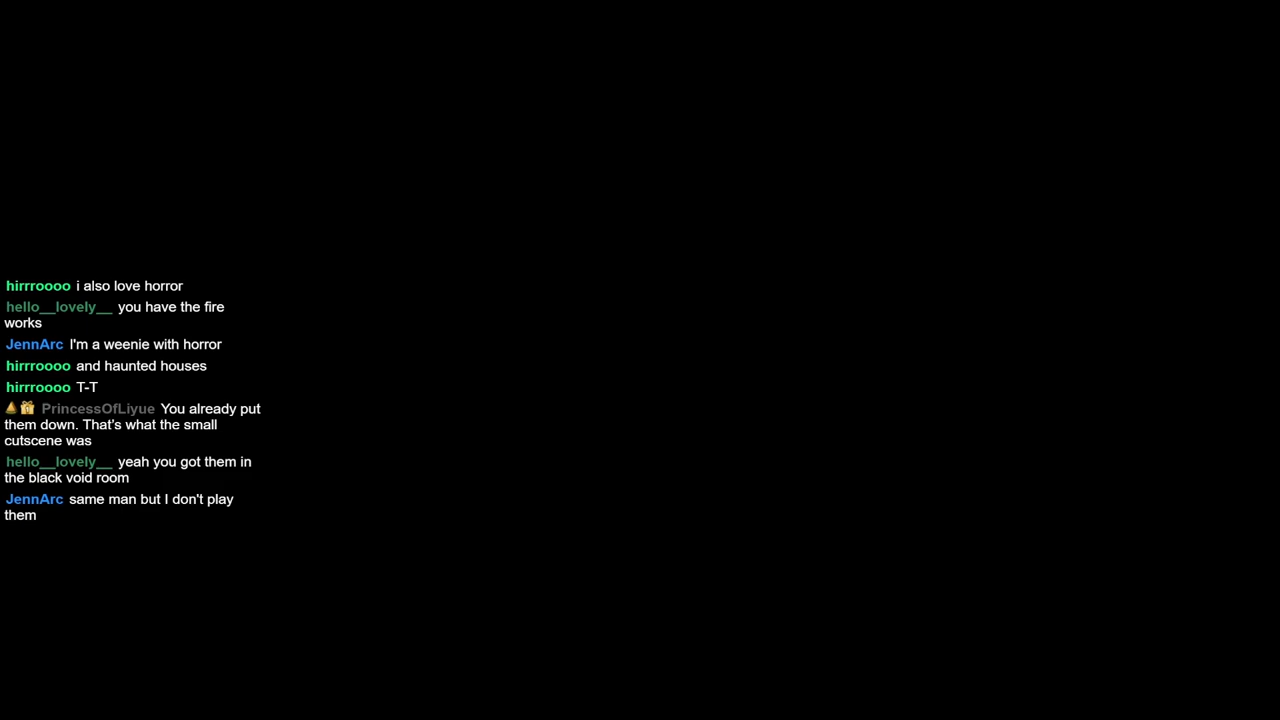 hirrroooo i also love horror
hello__lovely__ you have the fire
works
JennArc I'm a weenie with horror
hirrroooo and haunted houses
hirrroooo T-T
PrincessOfLiyue You already put
them down. That's what the small
cutscene was
hello__lovely__ yeah you got them in
the black void room
JennArc same man but I don't play
them